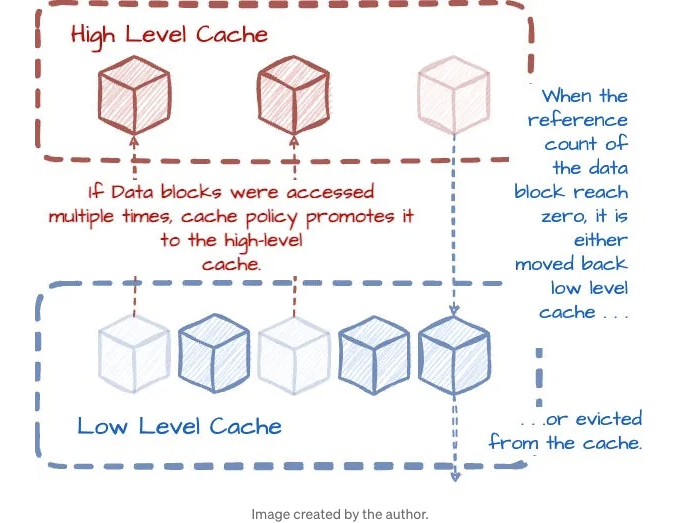 High Level Cache
When the
reference
count of
the data
block reach
zero, it is
either
moved back
low level
cache . . .
If Data blocks were accessed
multiple times, cache policy promotes it
to the high-level
cache.
Low Level Cache
. . .or evicted
from the cache.
Image created by the author.